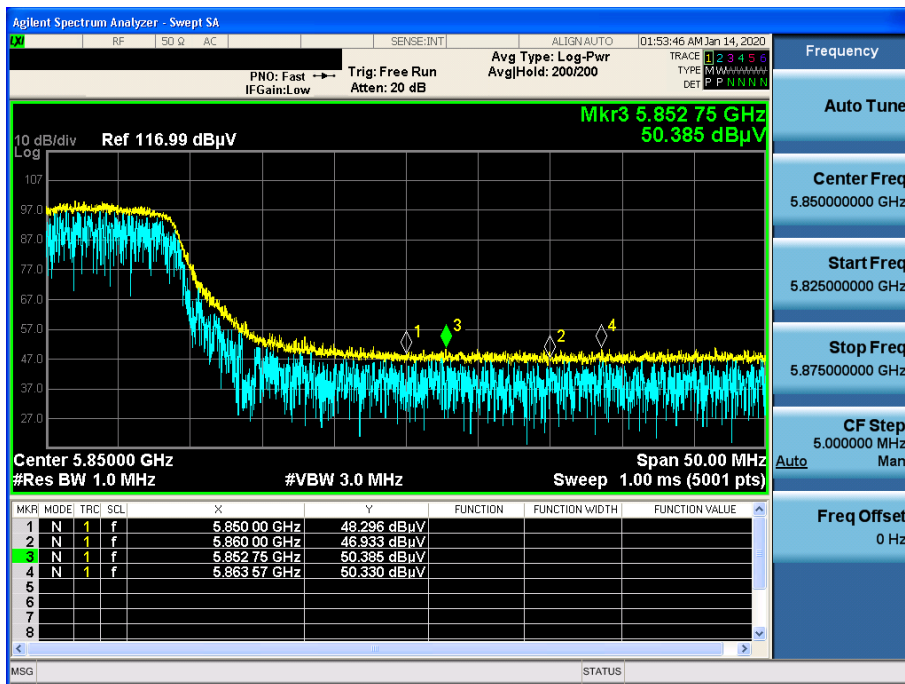 Agilent Spectrum Analyzer - Swept SA
LXI RF 50 Ω AC SENSE:INT ALIGN AUTO 01:53:46 AM Jan 14, 2020
PNO: Fast Trig: Free Run Avg Type: Log-Pwr TRACE 1 2 3 4 5 6
IFGain:Low Atten: 20 dB Avg|Hold: 200/200 TYPE MWWWWW
DET P P N N N N
Mkr3 5.852 75 GHz
50.385 dBµV
10 dB/div Ref 116.99 dBµV
Log
107
97.0
87.0
77.0
67.0
57.0
47.0
37.0
27.0
1
3
2
4
Center 5.85000 GHz Span 50.00 MHz
#Res BW 1.0 MHz #VBW 3.0 MHz Sweep 1.00 ms (5001 pts)
MKR MODE TRC SCL X Y FUNCTION FUNCTION WIDTH FUNCTION VALUE
1 N 1 f 5.850 00 GHz 48.296 dBµV
2 N 1 f 5.860 00 GHz 46.933 dBµV
3 N 1 f 5.852 75 GHz 50.385 dBµV
4 N 1 f 5.863 57 GHz 50.330 dBµV
5
6
7
8
MSG STATUS
Frequency
Auto Tune
Center Freq
5.850000000 GHz
Start Freq
5.825000000 GHz
Stop Freq
5.875000000 GHz
CF Step
5.000000 MHz
Auto Man
Freq Offset
0 Hz